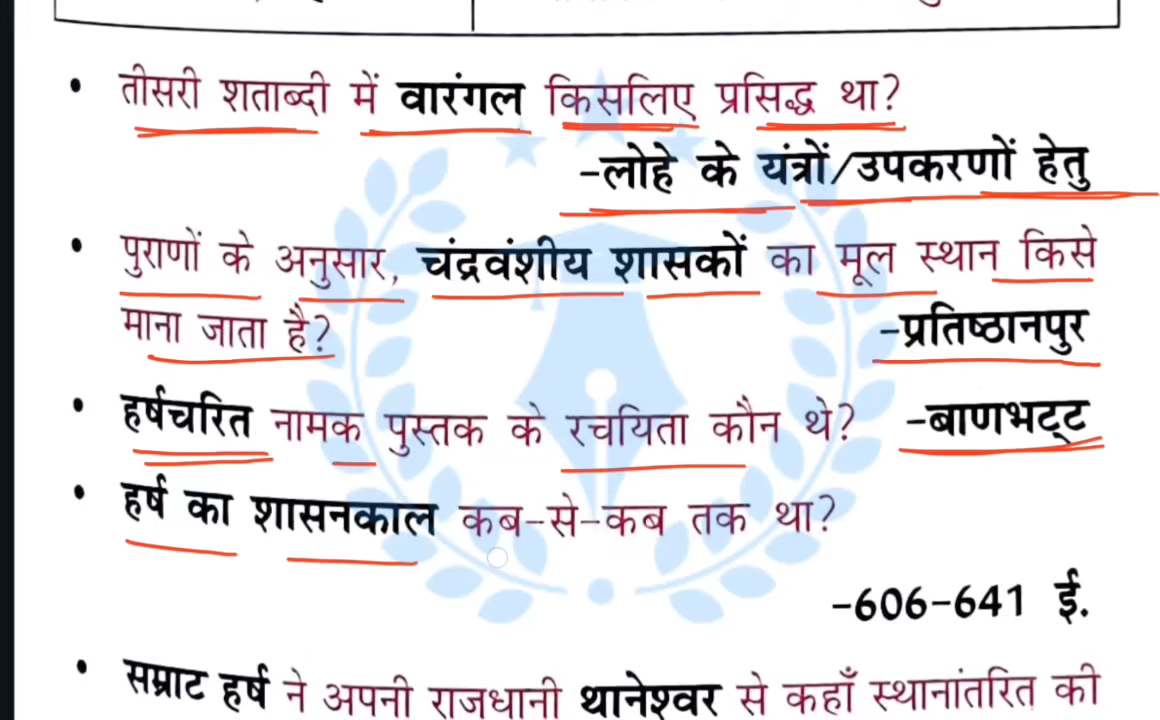 • तीसरी शताब्दी में वारंगल किसलिए प्रसिद्ध था?
-लोहे के यंत्रों/उपकरणों हेतु
• पुराणों के अनुसार, चंद्रवंशीय शासकों का मूल स्थान किसे
माना जाता है? -प्रतिष्ठानपुर
• हर्षचरित नामक पुस्तक के रचयिता कौन थे? -बाणभट्ट
• हर्ष का शासनकाल कब-से-कब तक था?
-606-641 ई.
• सम्राट हर्ष ने अपनी राजधानी थानेश्वर से कहाँ स्थानांतरित की